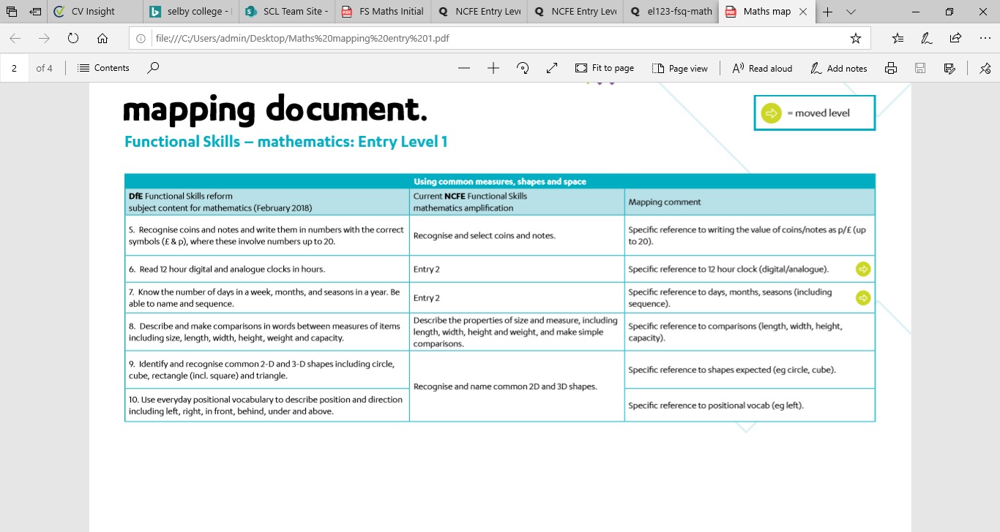 CV Insight
selby college -
SCL Team Site -
FS Maths Initial
NCFE Entry Leve
NCFE Entry Leve
el123-fsq-math
Maths map
file:///C:/Users/admin/Desktop/Maths%20mapping%20entry%201.pdf
2 of 4
Contents
Fit to page
Page view
Read aloud
Add notes
mapping document.
= moved level
Functional Skills – mathematics: Entry Level 1
Using common measures, shapes and space
DfE Functional Skills reform
subject content for mathematics (February 2018)
Current NCFE Functional Skills
mathematics amplification
Mapping comment
5. Recognise coins and notes and write them in numbers with the correct
symbols (£ & p), where these involve numbers up to 20.
Recognise and select coins and notes.
Specific reference to writing the value of coins/notes as p/£ (up
to 20).
6. Read 12 hour digital and analogue clocks in hours.
Entry 2
Specific reference to 12 hour clock (digital/analogue).
7. Know the number of days in a week, months, and seasons in a year. Be
able to name and sequence.
Entry 2
Specific reference to days, months, seasons (including
sequence).
8. Describe and make comparisons in words between measures of items
including size, length, width, height, weight and capacity.
Describe the properties of size and measure, including
length, width, height and weight, and make simple
comparisons.
Specific reference to comparisons (length, width, height,
capacity).
9. Identify and recognise common 2-D and 3-D shapes including circle,
cube, rectangle (incl. square) and triangle.
Recognise and name common 2D and 3D shapes.
Specific reference to shapes expected (eg circle, cube).
10. Use everyday positional vocabulary to describe position and direction
including left, right, in front, behind, under and above.
Specific reference to positional vocab (eg left).